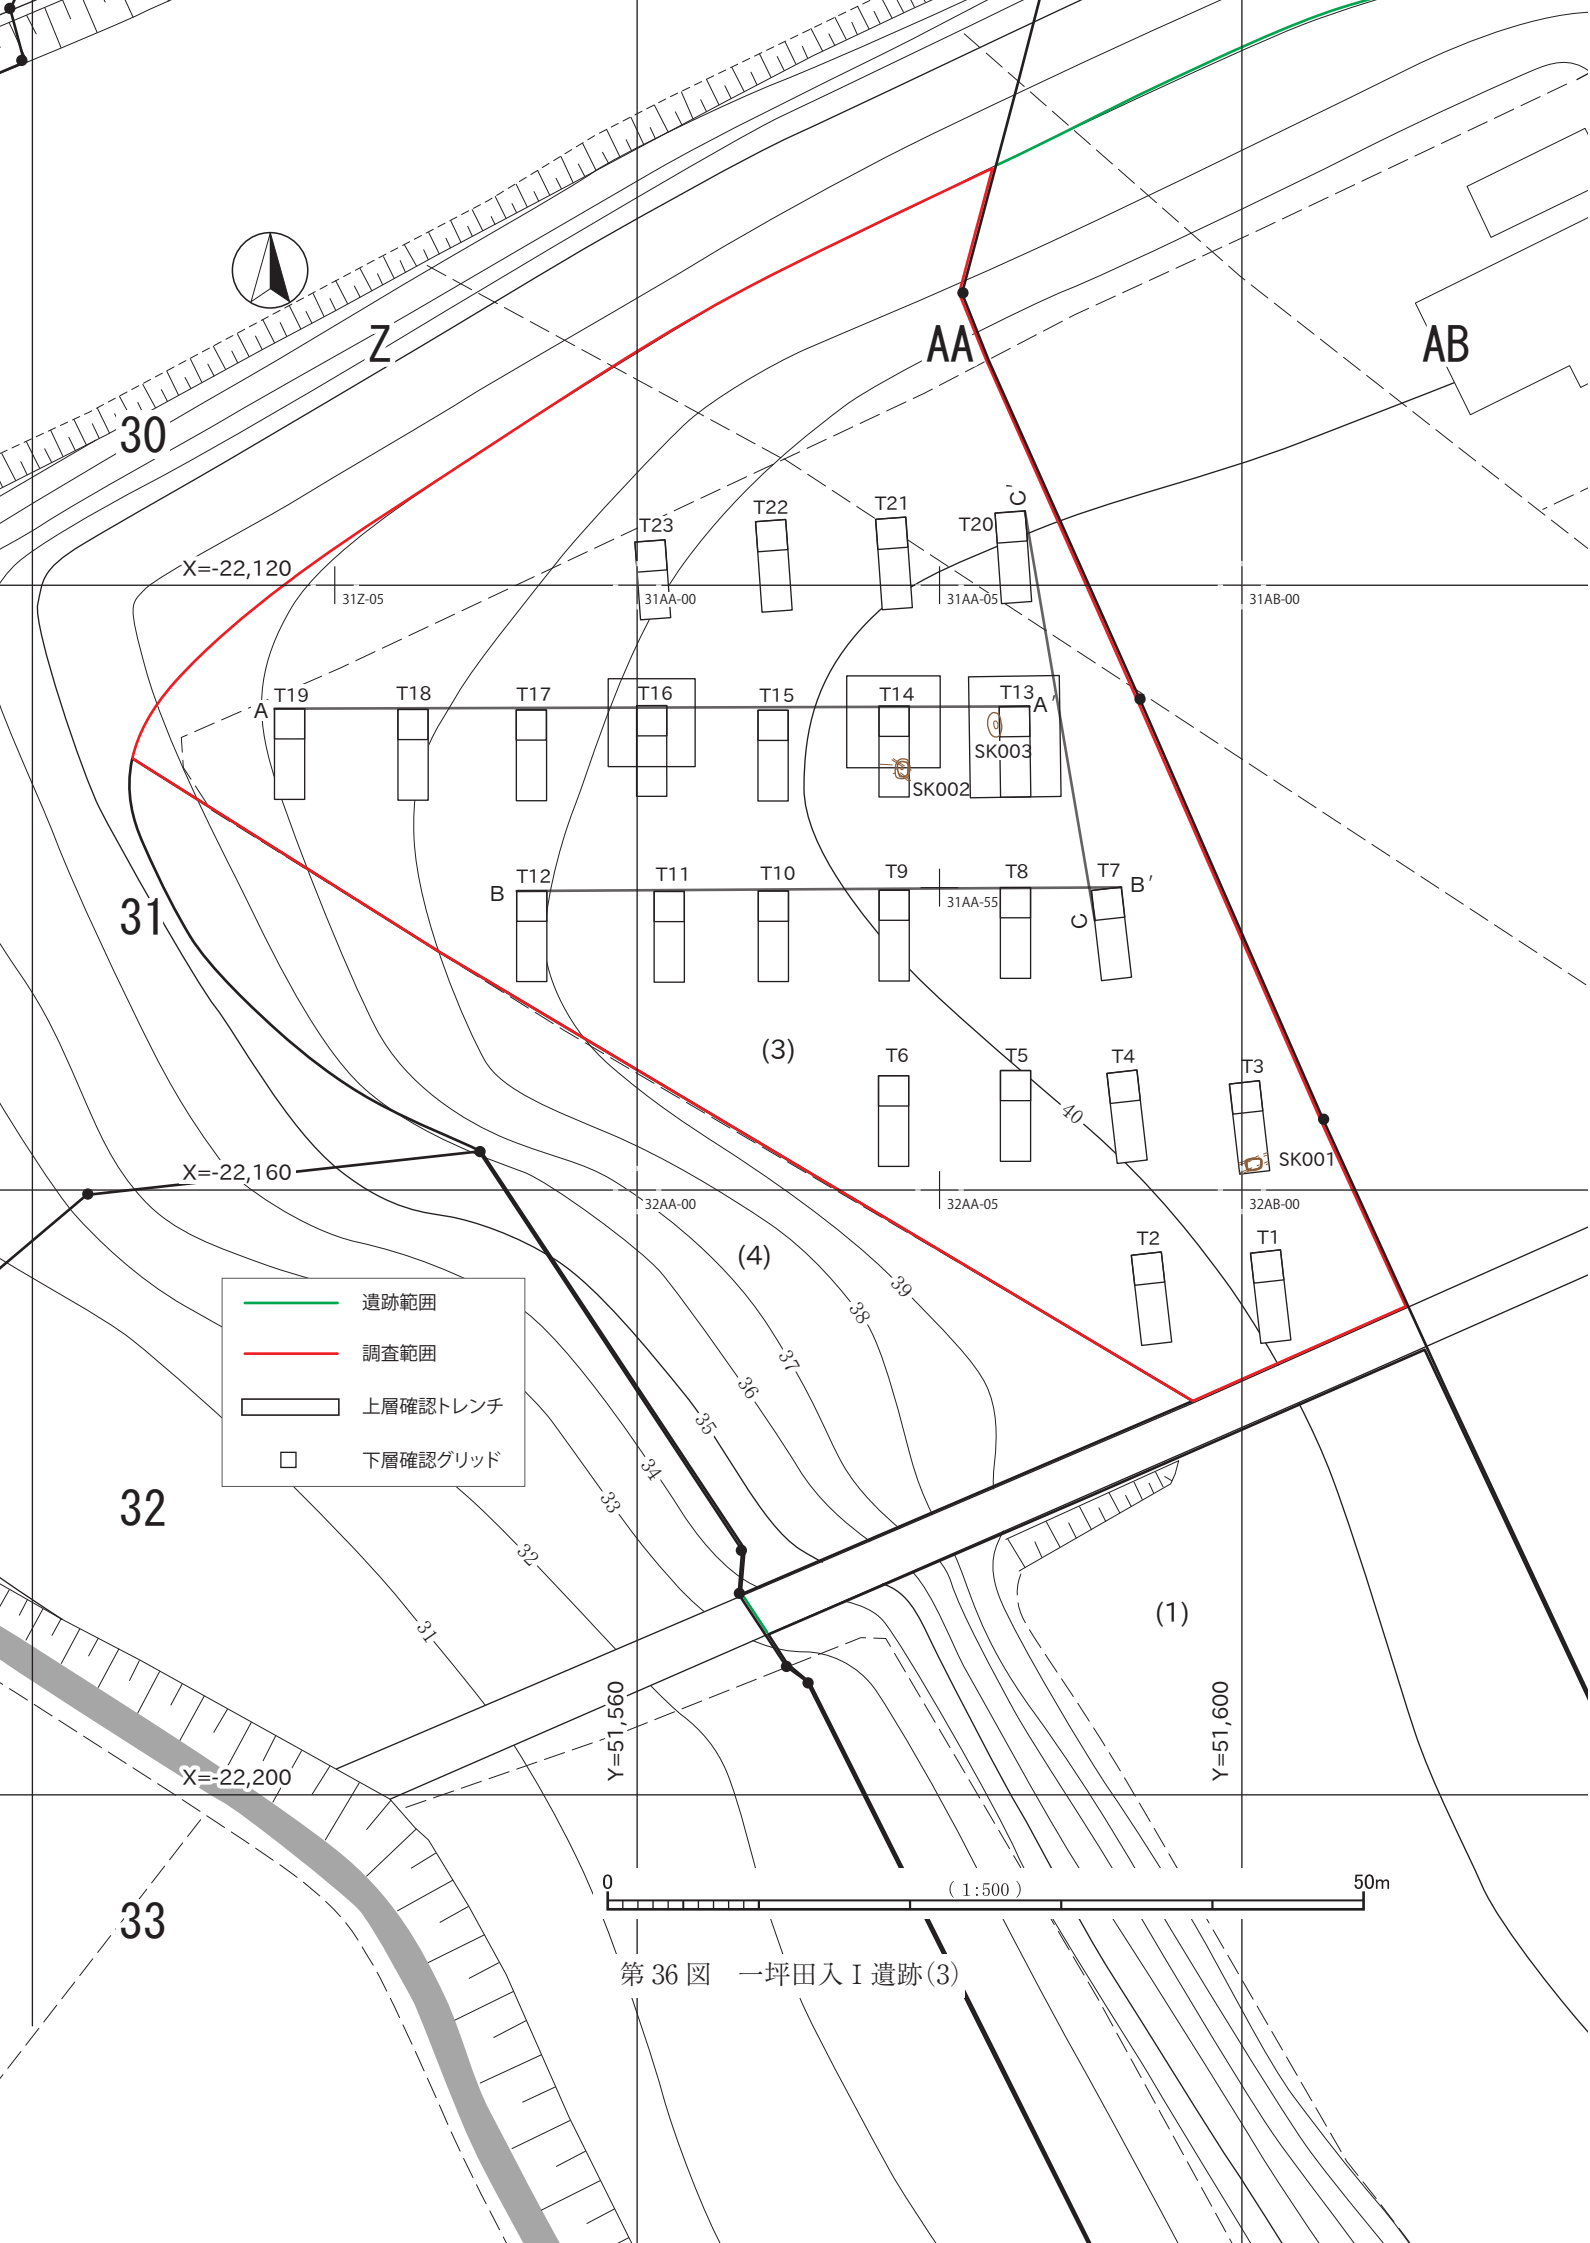 Z
AA
AB
30
T23
T22
T21
T20
C'
X=-22,120
31Z-05
31AA-00
31AA-05
31AB-00
A
T19
T18
T17
T16
T15
T14
T13
A'
SK003
SK002
31
B
T12
T11
T10
T9
T8
T7
B'
31AA-55
C
(3)
T6
T5
T4
T3
40
SK001
X=-22,160
32AA-00
32AA-05
32AB-00
(4)
T2
T1
39
38
37
36
35
34
33
32
31
遺跡範囲
調査範囲
上層確認トレンチ
下層確認グリッド
32
(1)
Y=51,560
Y=51,600
X=-22,200
33
0
(1:500)
50m
第36図　一坪田入Ⅰ遺跡(3)